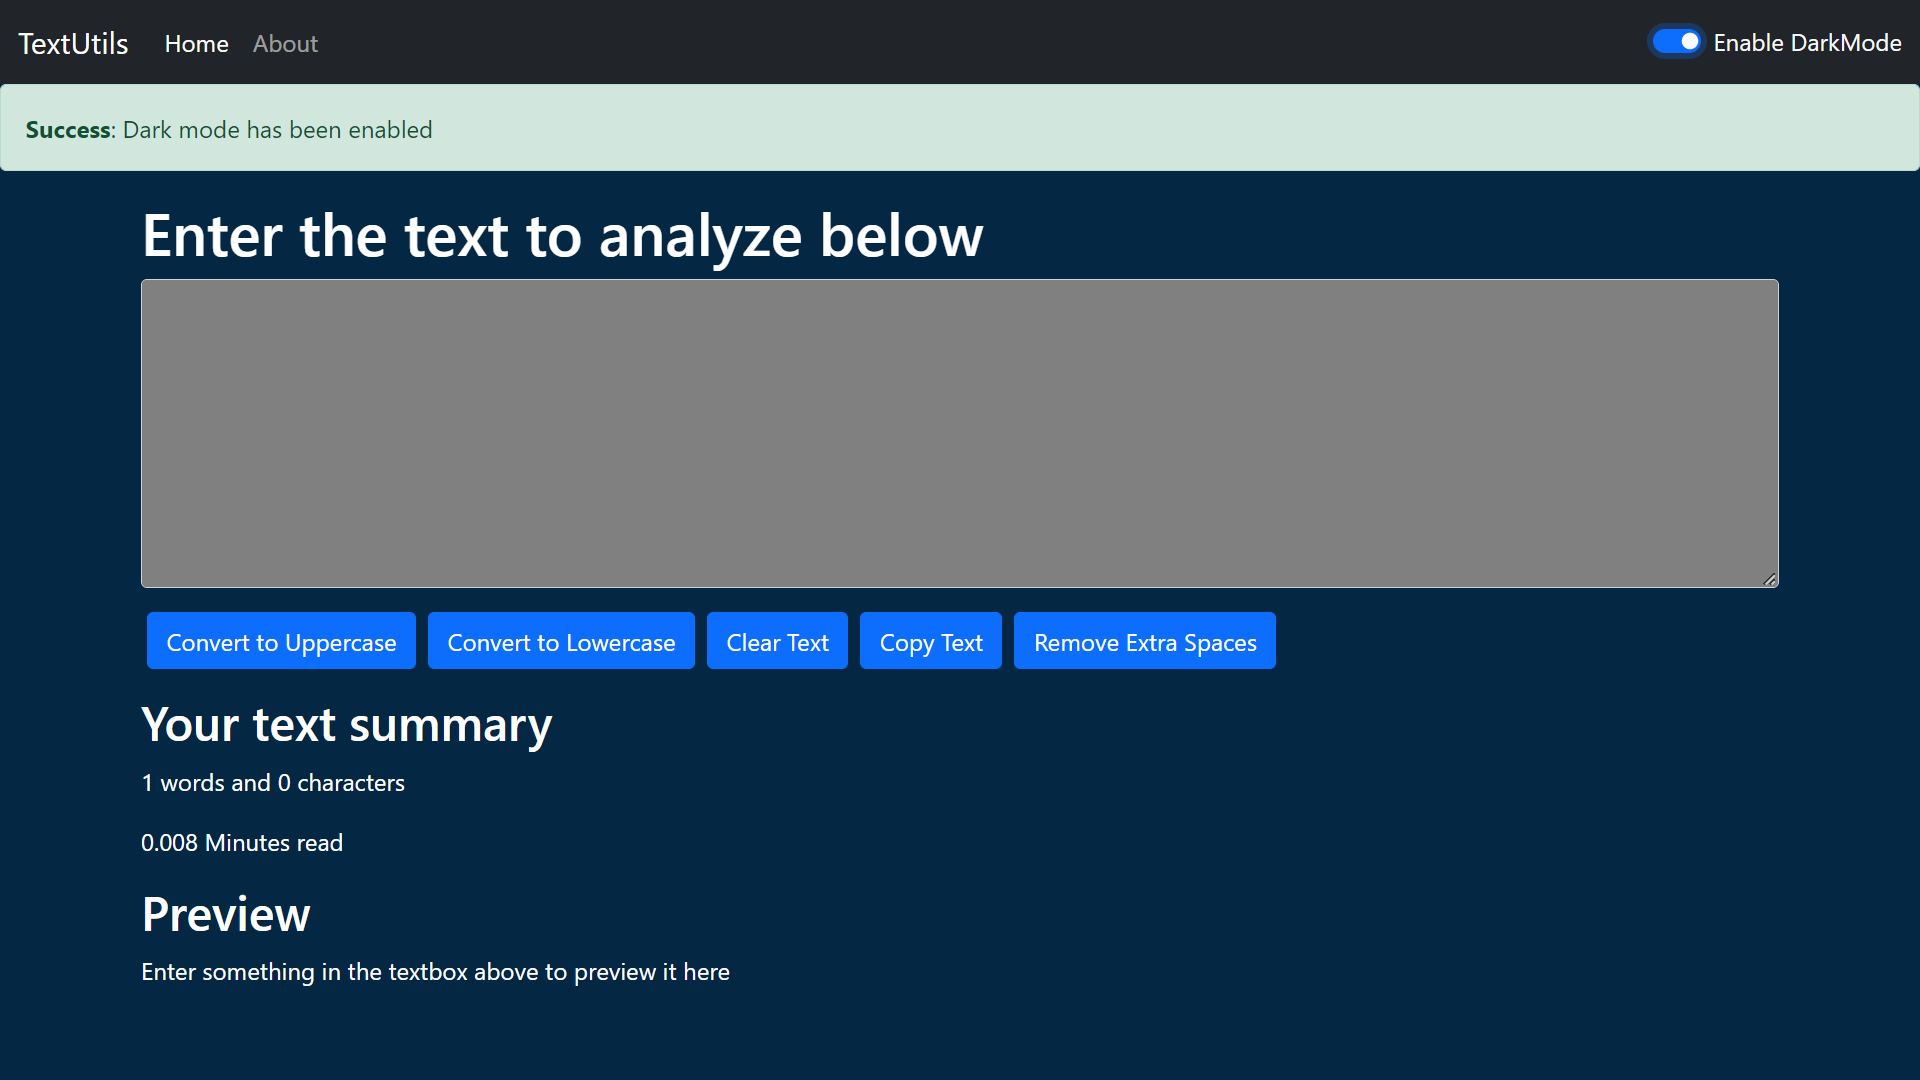 TextUtils Home About Enable DarkMode
Success: Dark mode has been enabled
Enter the text to analyze below
Convert to Uppercase Convert to Lowercase Clear Text Copy Text Remove Extra Spaces
Your text summary
1 words and 0 characters
0.008 Minutes read
Preview
Enter something in the textbox above to preview it here